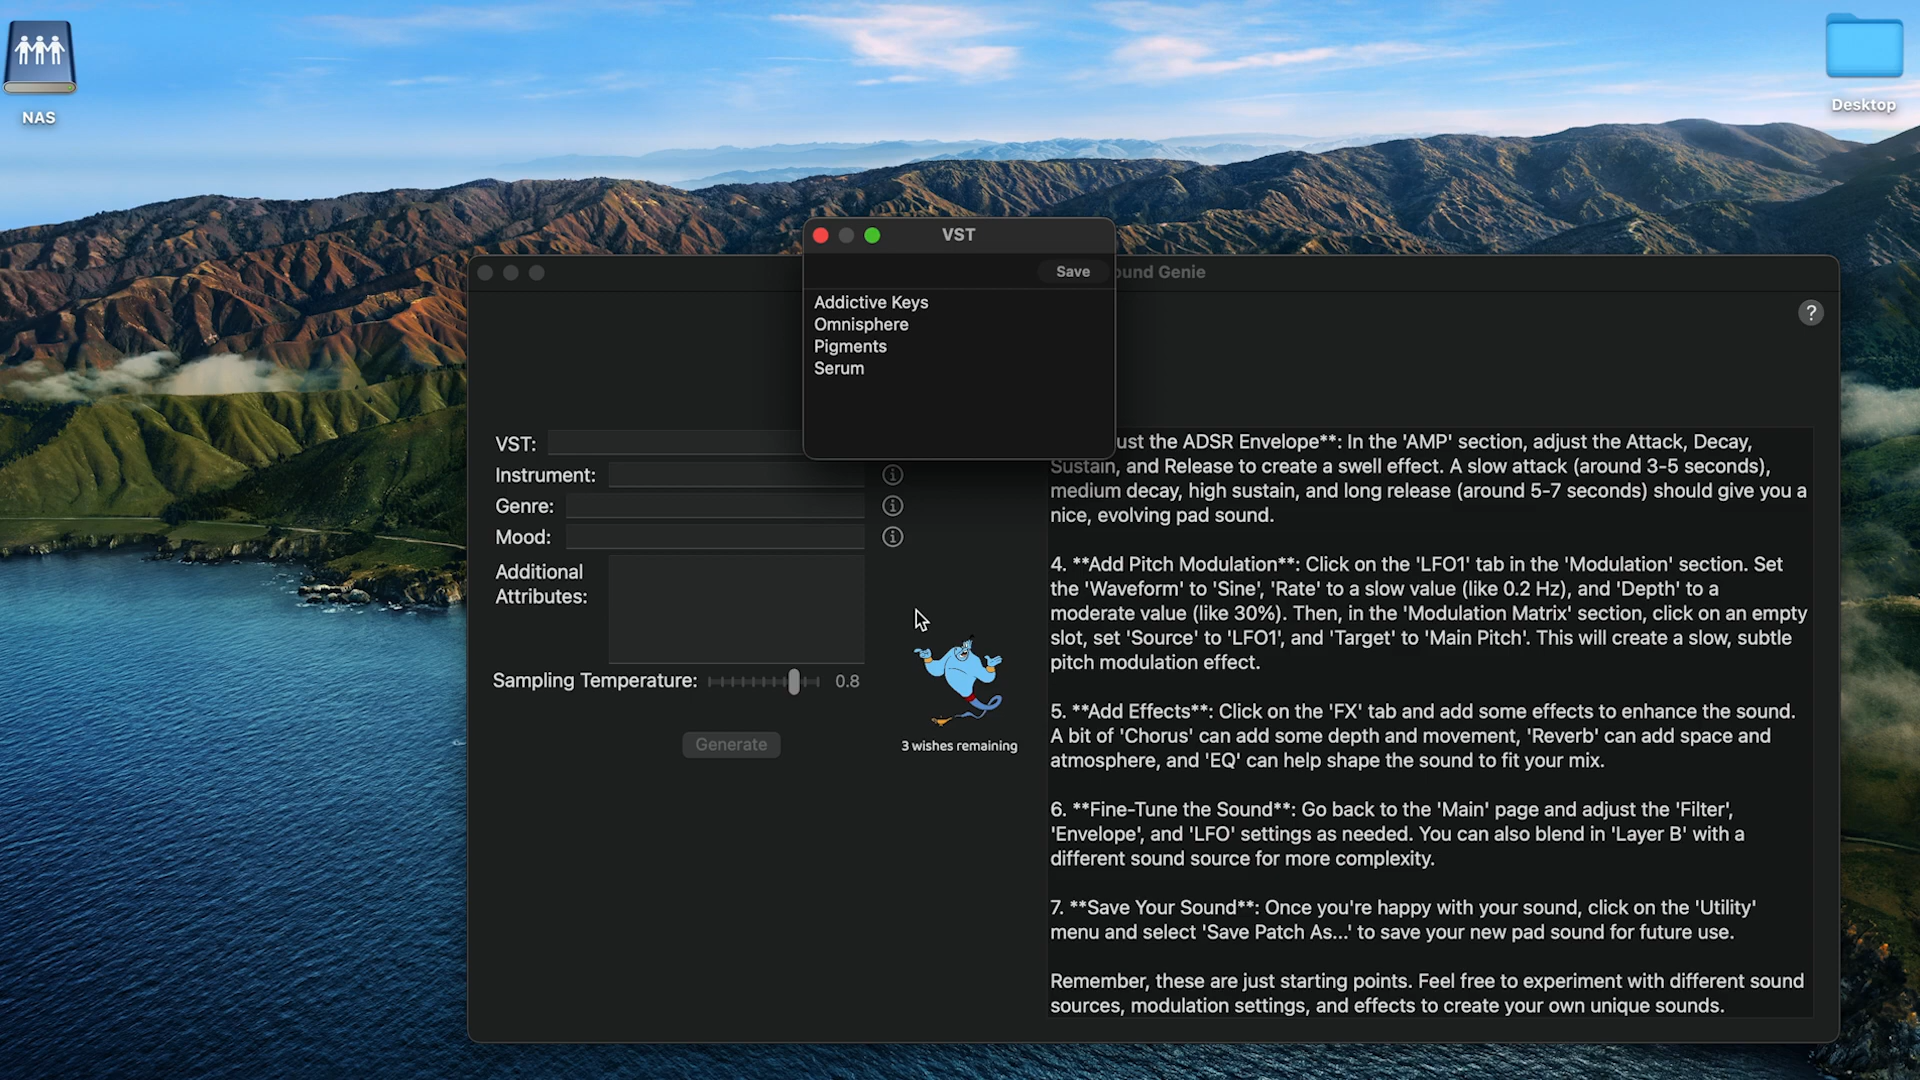 NAS
Desktop
VST
Save
Addictive Keys
Omnisphere
Pigments
Serum
ound Genie
?
VST:
Instrument:
Genre:
Mood:
Additional
Attributes:
Sampling Temperature:
0.8
Generate
3 wishes remaining
ust the ADSR Envelope**: In the 'AMP' section, adjust the Attack, Decay,
Sustain, and Release to create a swell effect. A slow attack (around 3-5 seconds),
medium decay, high sustain, and long release (around 5-7 seconds) should give you a
nice, evolving pad sound.
4. **Add Pitch Modulation**: Click on the 'LFO1' tab in the 'Modulation' section. Set
the 'Waveform' to 'Sine', 'Rate' to a slow value (like 0.2 Hz), and 'Depth' to a
moderate value (like 30%). Then, in the 'Modulation Matrix' section, click on an empty
slot, set 'Source' to 'LFO1', and 'Target' to 'Main Pitch'. This will create a slow, subtle
pitch modulation effect.
5. **Add Effects**: Click on the 'FX' tab and add some effects to enhance the sound.
A bit of 'Chorus' can add some depth and movement, 'Reverb' can add space and
atmosphere, and 'EQ' can help shape the sound to fit your mix.
6. **Fine-Tune the Sound**: Go back to the 'Main' page and adjust the 'Filter',
'Envelope', and 'LFO' settings as needed. You can also blend in 'Layer B' with a
different sound source for more complexity.
7. **Save Your Sound**: Once you're happy with your sound, click on the 'Utility'
menu and select 'Save Patch As...' to save your new pad sound for future use.
Remember, these are just starting points. Feel free to experiment with different sound
sources, modulation settings, and effects to create your own unique sounds.